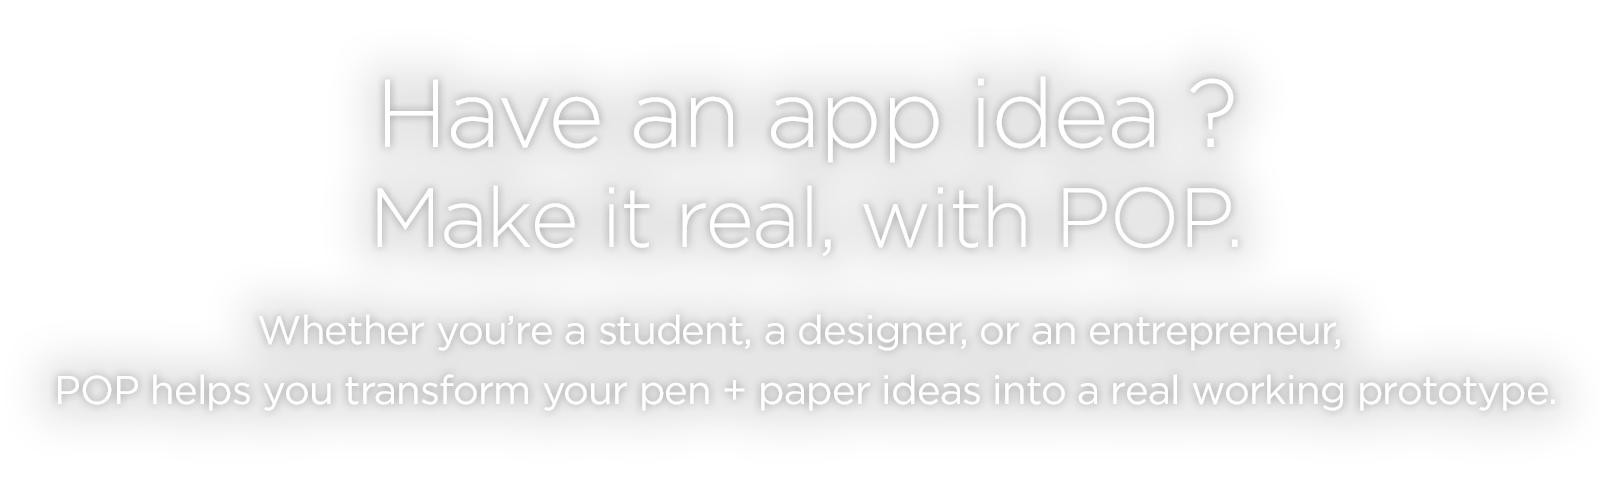 Have an app idea ?
Make it real, with POP.
Whether you’re a student, a designer, or an entrepreneur,
POP helps you transform your pen + paper ideas into a real working prototype.